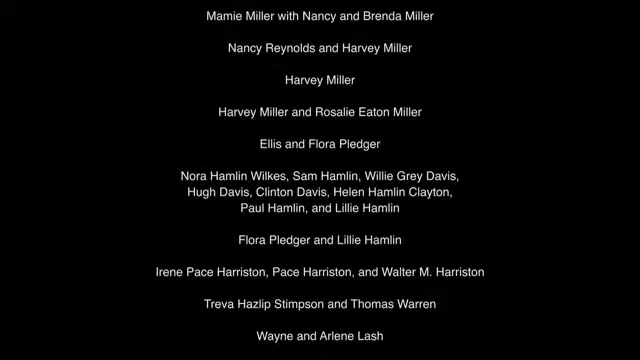 Mamie Miller with Nancy and Brenda Miller
Nancy Reynolds and Harvey Miller
Harvey Miller
Harvey Miller and Rosalie Eaton Miller
Ellis and Flora Pledger
Nora Hamlin Wilkes, Sam Hamlin, Willie Grey Davis,
Hugh Davis, Clinton Davis, Helen Hamlin Clayton,
Paul Hamlin, and Lillie Hamlin
Flora Pledger and Lillie Hamlin
Irene Pace Harriston, Pace Harriston, and Walter M. Harriston
Treva Hazlip Stimpson and Thomas Warren
Wayne and Arlene Lash